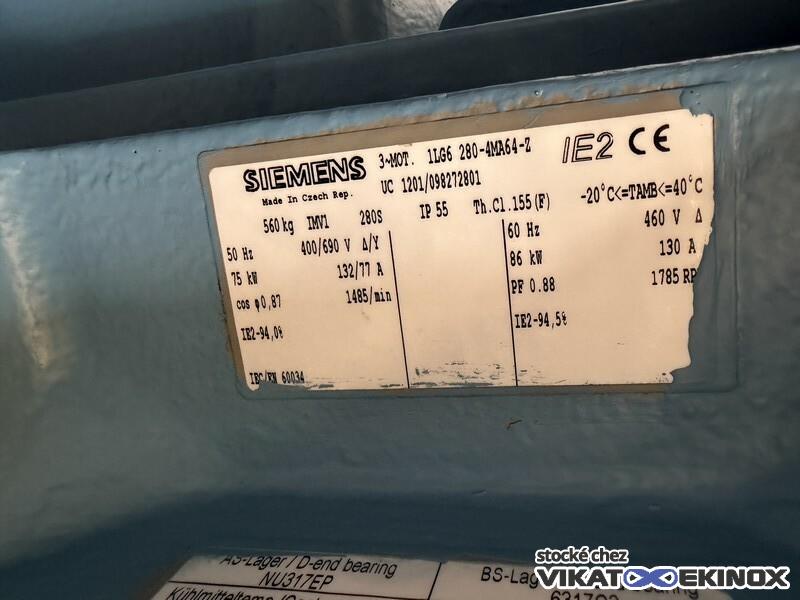 SIEMENS 3~MOT. 1LG6 280-4MA64-Z IE2 CE
Made In Czech Rep. UC 1201/098272801
560kg IMV1 280S IP 55 Th.Cl.155(F) -20°C<=TAMB<=40°C
50 Hz 400/690 V Δ/Y 60 Hz 460 V Δ
75 kW 132/77 A 86 kW 130 A
cos φ0,87 1485/min PF 0.88 1785
IE2-94,0% IE2-94,5%
IEC/EN 60034
AS-Lager / D-end bearing
NU317EP
stocké chez
VIKAT EKINOX